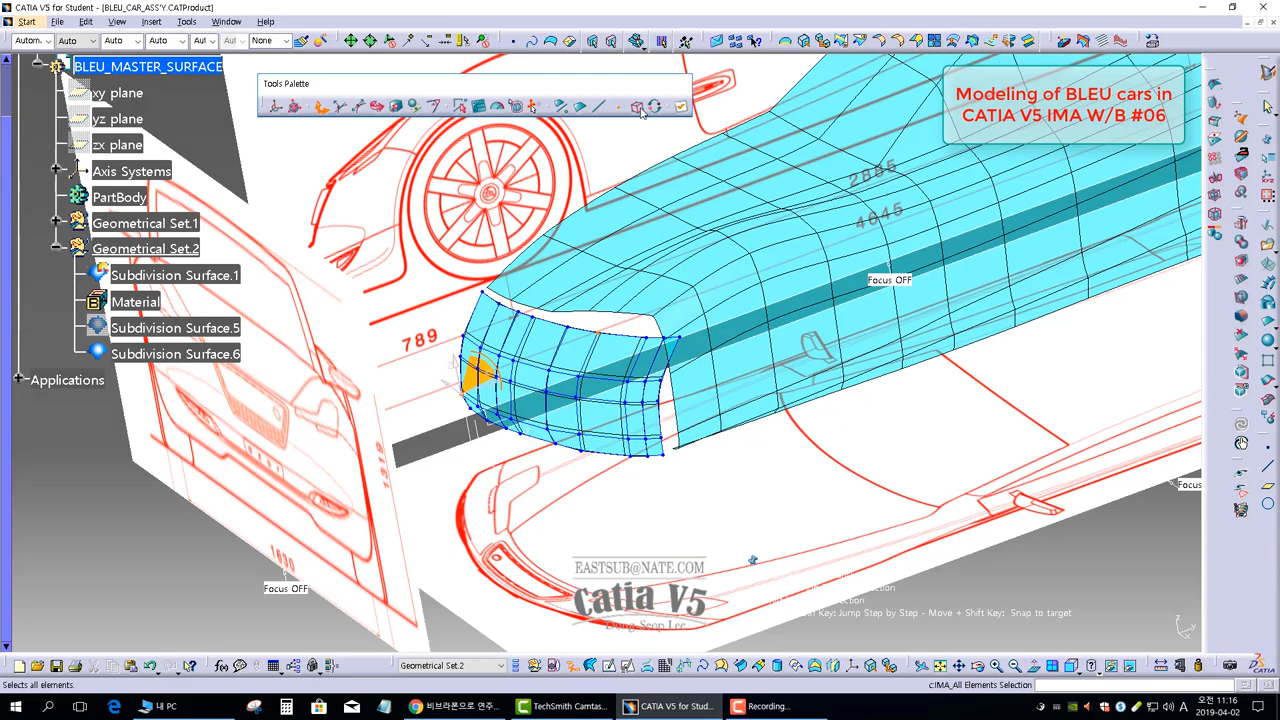 CATIA V5 for Student - [BLEU_CAR_ASS'Y.CATProduct]
Start File Edit View Insert Tools Window Help
Autom Auto Auto Auto Aut Aut None
BLEU_MASTER_SURFACE
xy plane
yz plane
zx plane
Axis Systems
PartBody
Geometrical Set.1
Geometrical Set.2
Subdivision Surface.1
Material
Subdivision Surface.5
Subdivision Surface.6
Applications
Tools Palette
Modeling of BLEU cars in
CATIA V5 IMA W/B #06
2885
4045
Focus OFF
789
Focus
1630
Focus OFF
EASTSUB@NATE.COM
Catia V5
Dong Seop Lee
Key: Jump Step by Step - Move + Shift Key: Snap to target
Geometrical Set.2
Selects all elements.
c:IMA_All Elements Selection
내 PC
비브라폰으로 연주...
TechSmith Camtas...
CATIA V5 for Stud...
Recording...
A
오전 11:16
2019-04-02